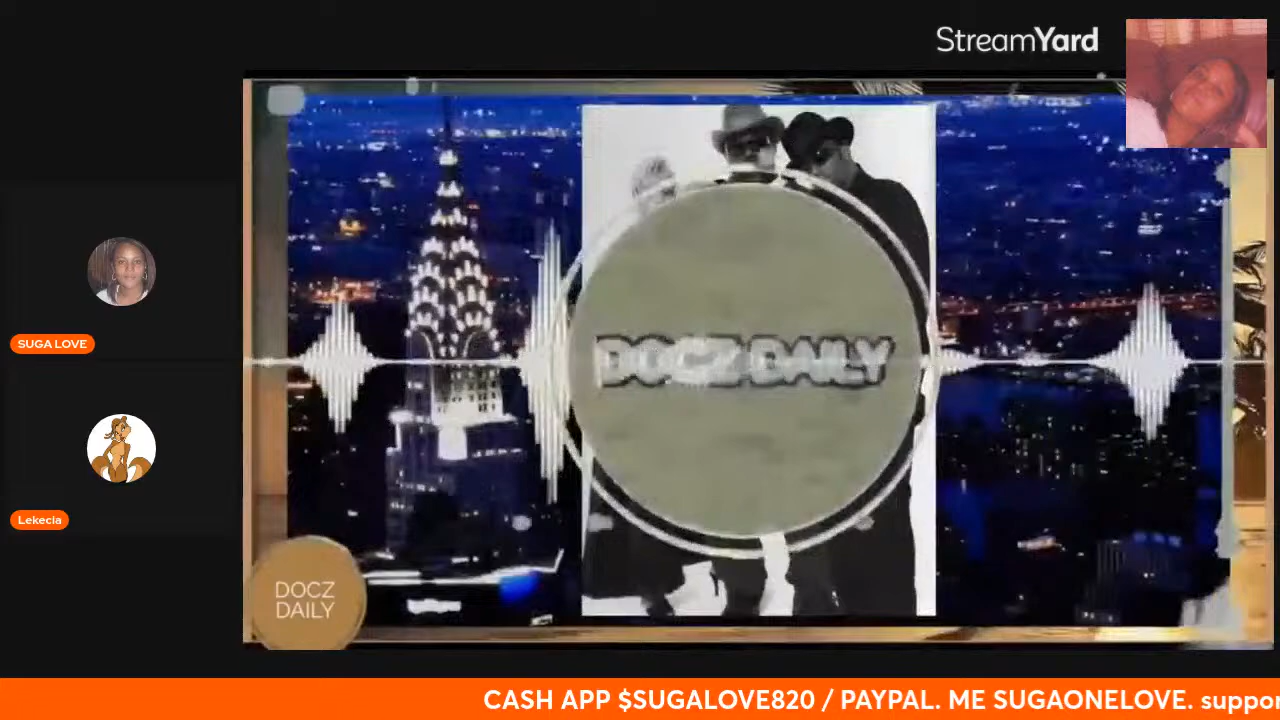 StreamYard
DOCZ DAILY
SUGA LOVE
Lekecia
DOCZ
DAILY
CASH APP $SUGALOVE820 / PAYPAL. ME SUGAONELOVE. suppor